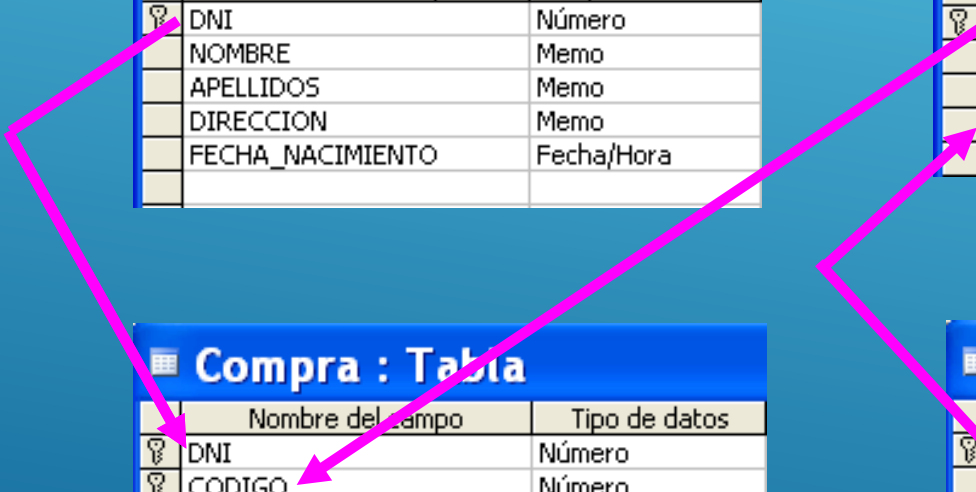 DNI Número
NOMBRE Memo
APELLIDOS Memo
DIRECCION Memo
FECHA_NACIMIENTO Fecha/Hora
Compra : Tabla
Nombre del campo Tipo de datos
DNI Número
CODIGO Número